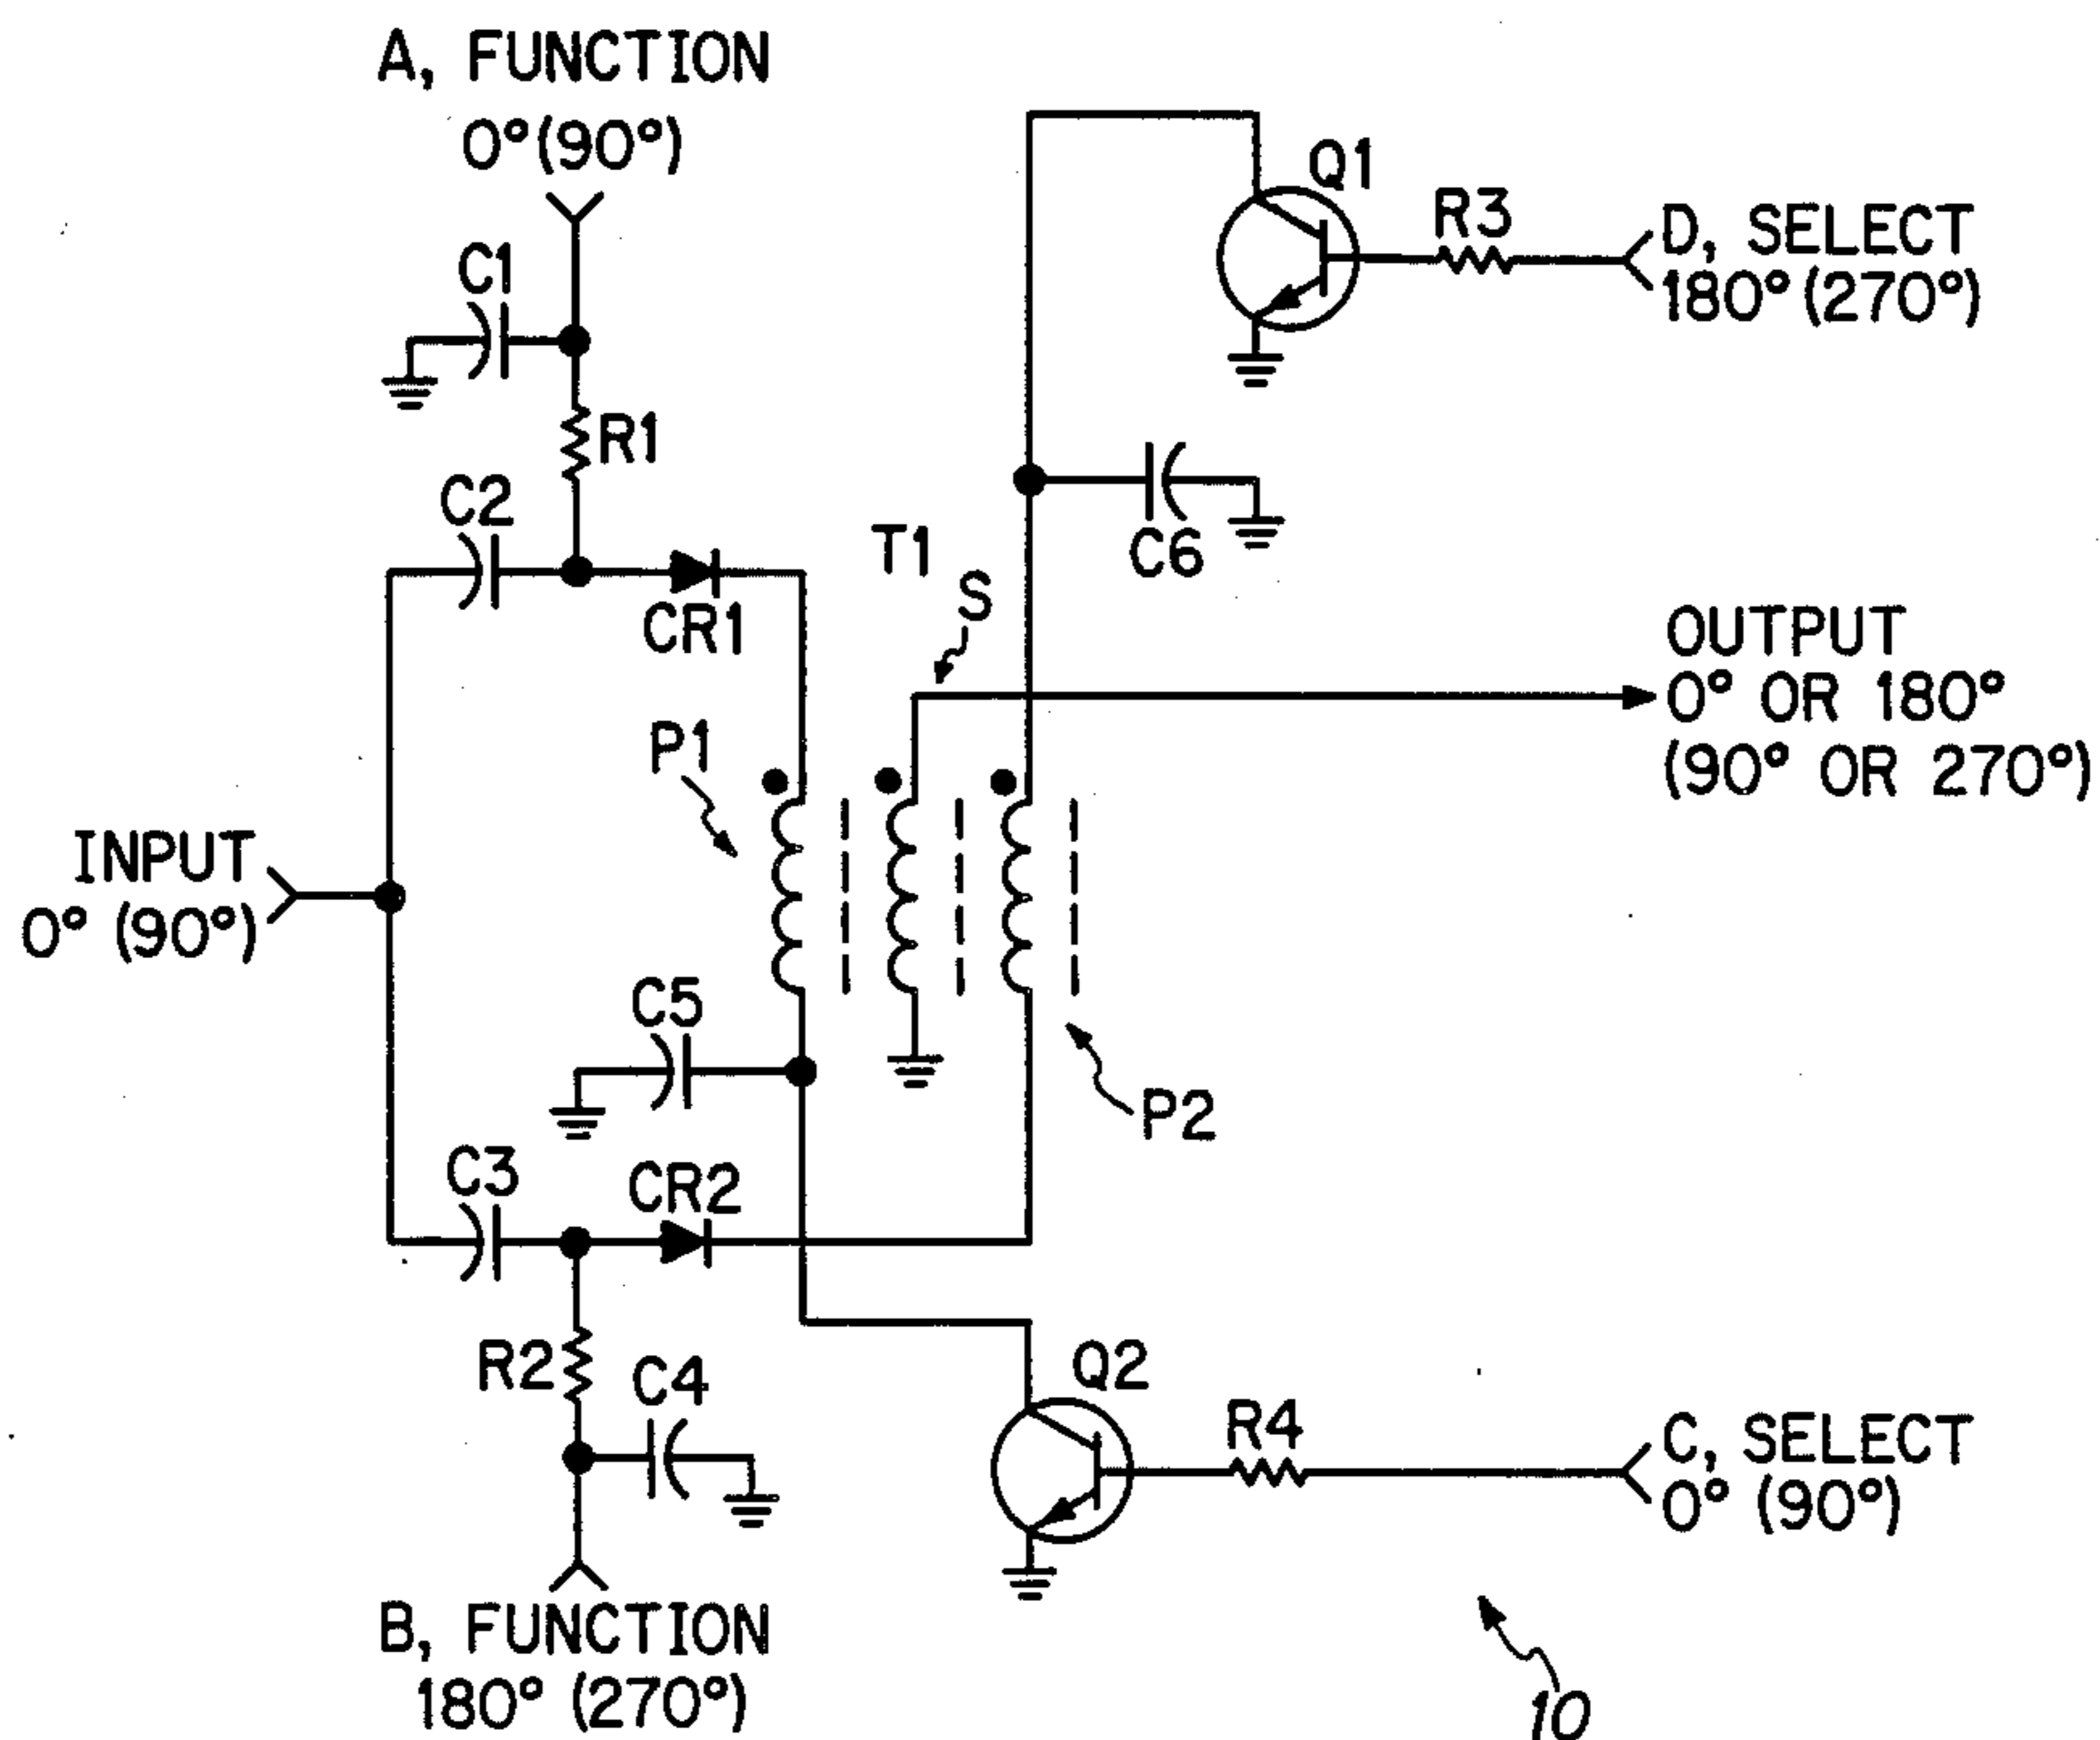 A, FUNCTION
0°(90°)
C1
R1
C2
CR1
Q1
R3
D, SELECT
180°(270°)
C6
T1
S
OUTPUT
0° OR 180°
(90° OR 270°)
P1
INPUT
0° (90°)
C5
P2
C3
CR2
R2
C4
Q2
R4
C, SELECT
0° (90°)
B, FUNCTION
180° (270°)
10